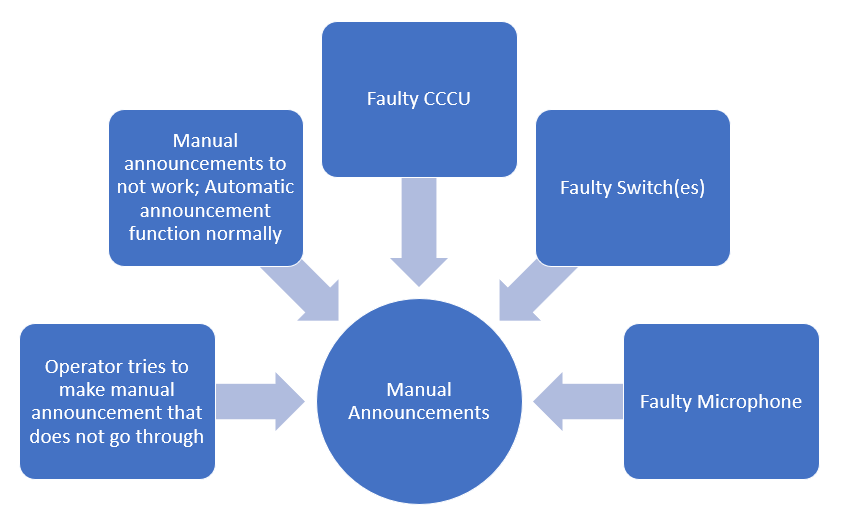 Faulty CCCU
Manual
announcements to
not work; Automatic
announcement
function normally
Faulty Switch(es)
Operator tries to
make manual
announcement that
does not go through
Manual
Announcements
Faulty Microphone